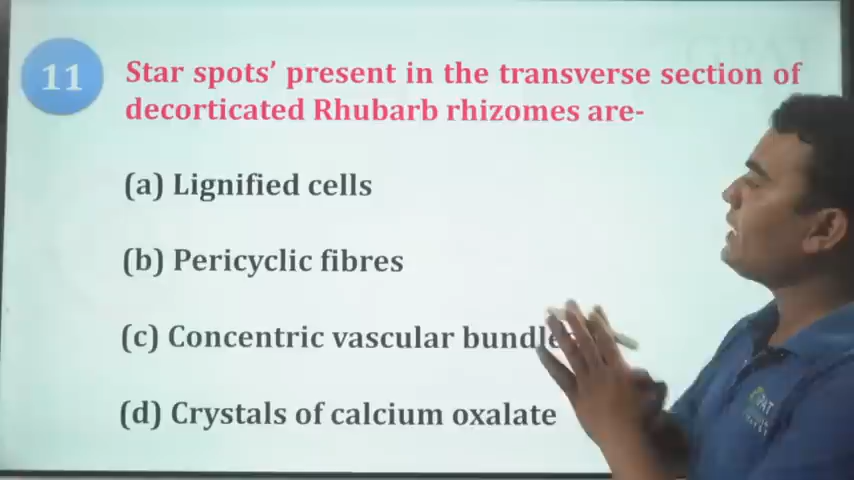 11
Star spots' present in the transverse section of
decorticated Rhubarb rhizomes are-
(a) Lignified cells
(b) Pericyclic fibres
(c) Concentric vascular bundle
(d) Crystals of calcium oxalate